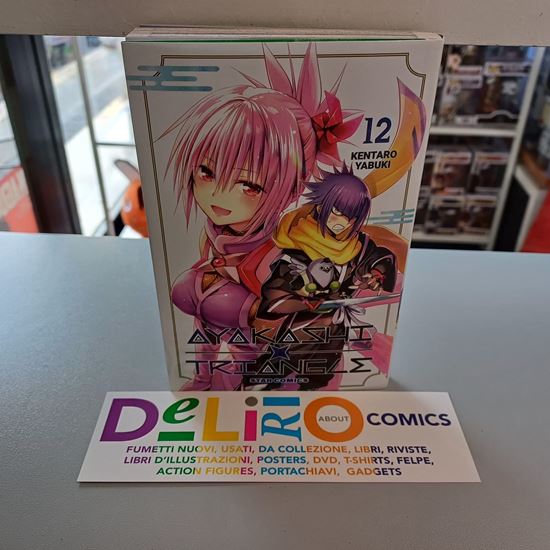 12
KENTARO
YABUKI
AYAKASHI
TRIANGLE
STAR COMICS
DeLiRiO ABOUT COMICS
FUMETTI NUOVI, USATI, DA COLLEZIONE, LIBRI, RIVISTE,
LIBRI D'ILLUSTRAZIONI, POSTERS, DVD, T-SHIRTS, FELPE,
ACTION FIGURES, PORTACHIAVI, GADGETS